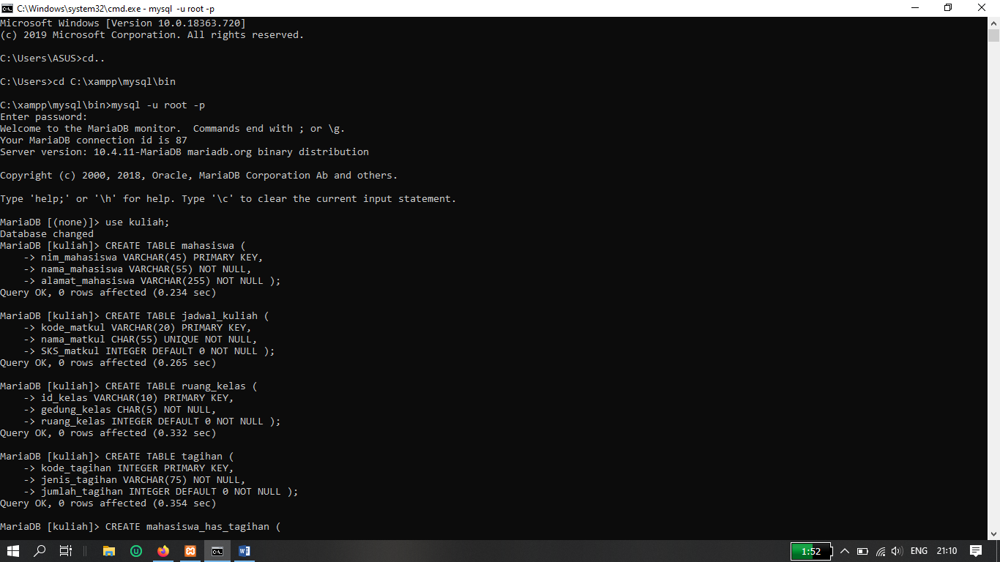 C:\Windows\system32\cmd.exe - mysql  -u root -p
Microsoft Windows [Version 10.0.18363.720]
(c) 2019 Microsoft Corporation. All rights reserved.
C:\Users\ASUS>cd..
C:\Users>cd C:\xampp\mysql\bin
C:\xampp\mysql\bin>mysql -u root -p
Enter password:
Welcome to the MariaDB monitor.  Commands end with ; or \g.
Your MariaDB connection id is 87
Server version: 10.4.11-MariaDB mariadb.org binary distribution
Copyright (c) 2000, 2018, Oracle, MariaDB Corporation Ab and others.
Type 'help;' or '\h' for help. Type '\c' to clear the current input statement.
MariaDB [(none)]> use kuliah;
Database changed
MariaDB [kuliah]> CREATE TABLE mahasiswa (
    -> nim_mahasiswa VARCHAR(45) PRIMARY KEY,
    -> nama_mahasiswa VARCHAR(55) NOT NULL,
    -> alamat_mahasiswa VARCHAR(255) NOT NULL );
Query OK, 0 rows affected (0.234 sec)
MariaDB [kuliah]> CREATE TABLE jadwal_kuliah (
    -> kode_matkul VARCHAR(20) PRIMARY KEY,
    -> nama_matkul CHAR(55) UNIQUE NOT NULL,
    -> SKS_matkul INTEGER DEFAULT 0 NOT NULL );
Query OK, 0 rows affected (0.265 sec)
MariaDB [kuliah]> CREATE TABLE ruang_kelas (
    -> id_kelas VARCHAR(10) PRIMARY KEY,
    -> gedung_kelas CHAR(5) NOT NULL,
    -> ruang_kelas INTEGER DEFAULT 0 NOT NULL );
Query OK, 0 rows affected (0.332 sec)
MariaDB [kuliah]> CREATE TABLE tagihan (
    -> kode_tagihan INTEGER PRIMARY KEY,
    -> jenis_tagihan VARCHAR(75) NOT NULL,
    -> jumlah_tagihan INTEGER DEFAULT 0 NOT NULL );
Query OK, 0 rows affected (0.354 sec)
MariaDB [kuliah]> CREATE mahasiswa_has_tagihan (
1:52 ENG 21:10